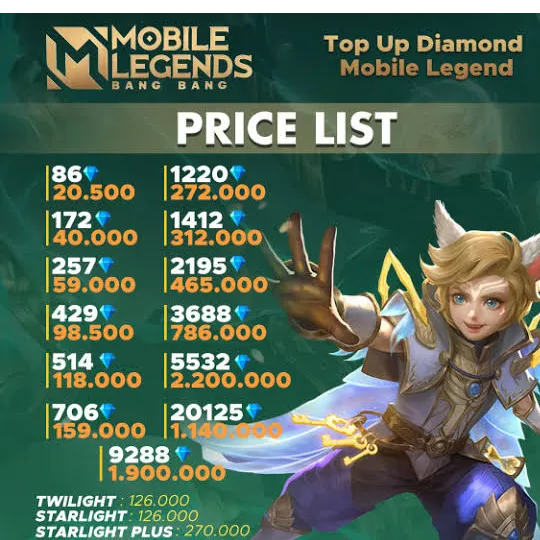 MOBILE
LEGENDS
BANG BANG
Top Up Diamond
Mobile Legend
PRICE LIST
86
20.500
172
40.000
257
59.000
429
98.500
514
118.000
706
159.000
1220
272.000
1412
312.000
2195
465.000
3688
786.000
5532
2.200.000
20125
1.140.000
9288
1.900.000
TWILIGHT : 126.000
STARLIGHT : 126.000
STARLIGHT PLUS : 270.000